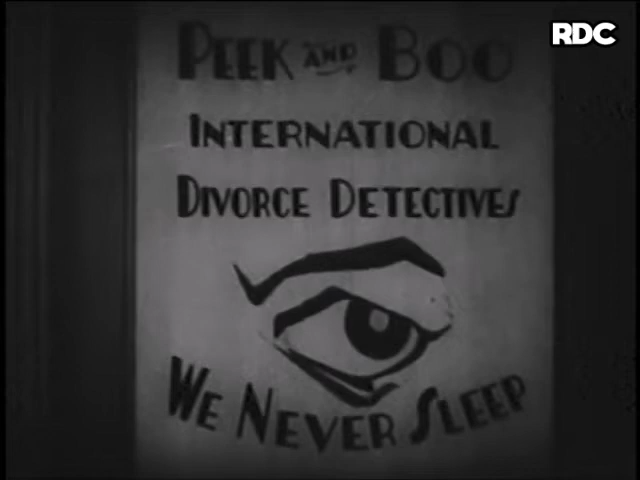 RDC
PEEK AND BOO
INTERNATIONAL
DIVORCE DETECTIVES
WE NEVER SLEEP